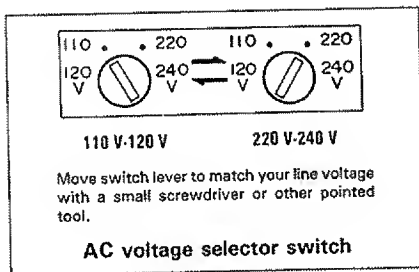 110 • • 220 110 • • 220
120 V 240 V 120 V 240 V
110 V-120 V 220 V-240 V
Move switch lever to match your line voltage
with a small screwdriver or other pointed
tool.
AC voltage selector switch